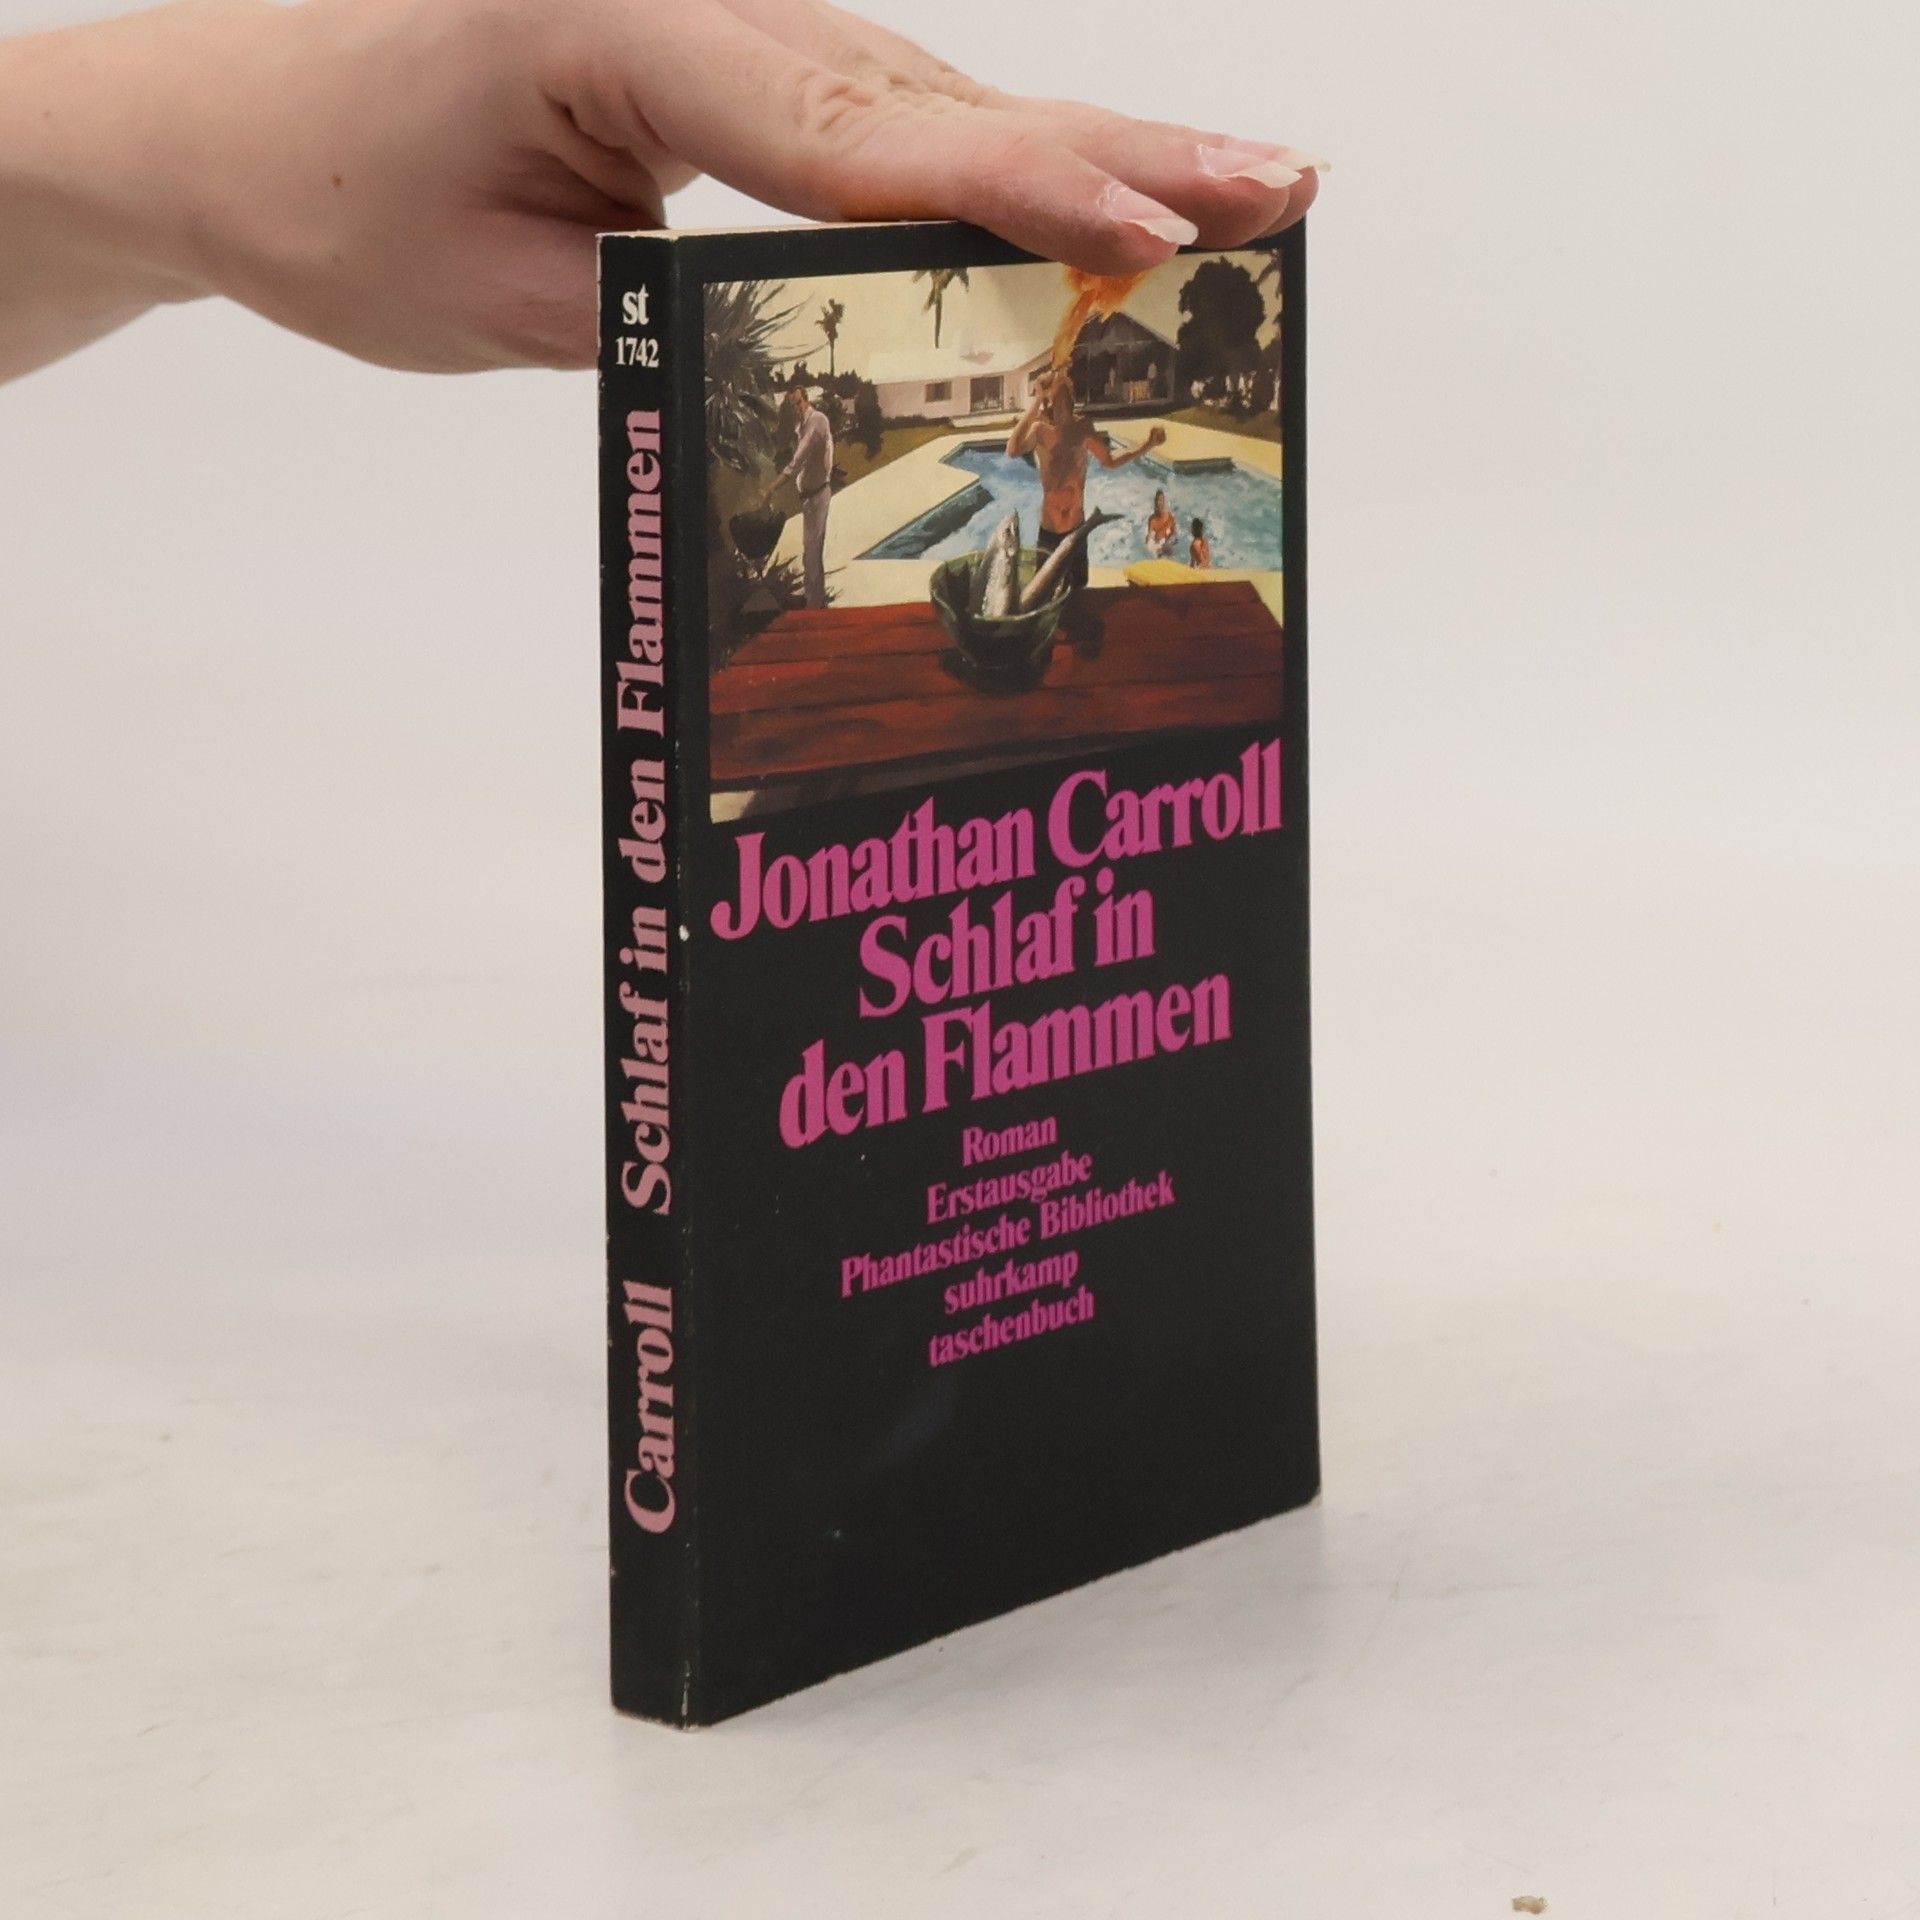 st
1742
Carroll Schlaf in den Flammen
Jonathan Carroll
Schlaf in
den Flammen
Roman
Erstausgabe
Phantastische Bibliothek
suhrkamp
taschenbuch